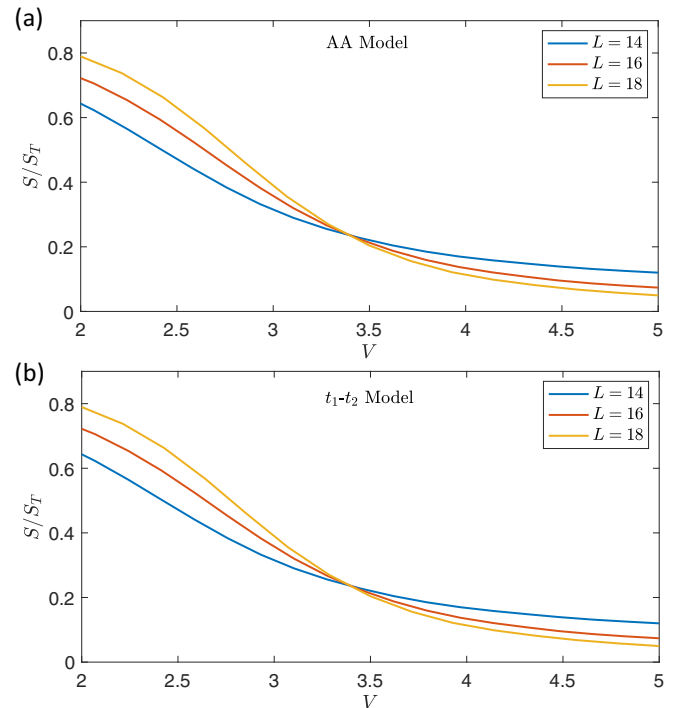 (a)
AA Model
L = 14
L = 16
L = 18
S/S_T
0.8
0.6
0.4
0.2
0
2 2.5 3 3.5 4 4.5 5
V
(b)
t_1-t_2 Model
L = 14
L = 16
L = 18
S/S_T
0.8
0.6
0.4
0.2
0
2 2.5 3 3.5 4 4.5 5
V